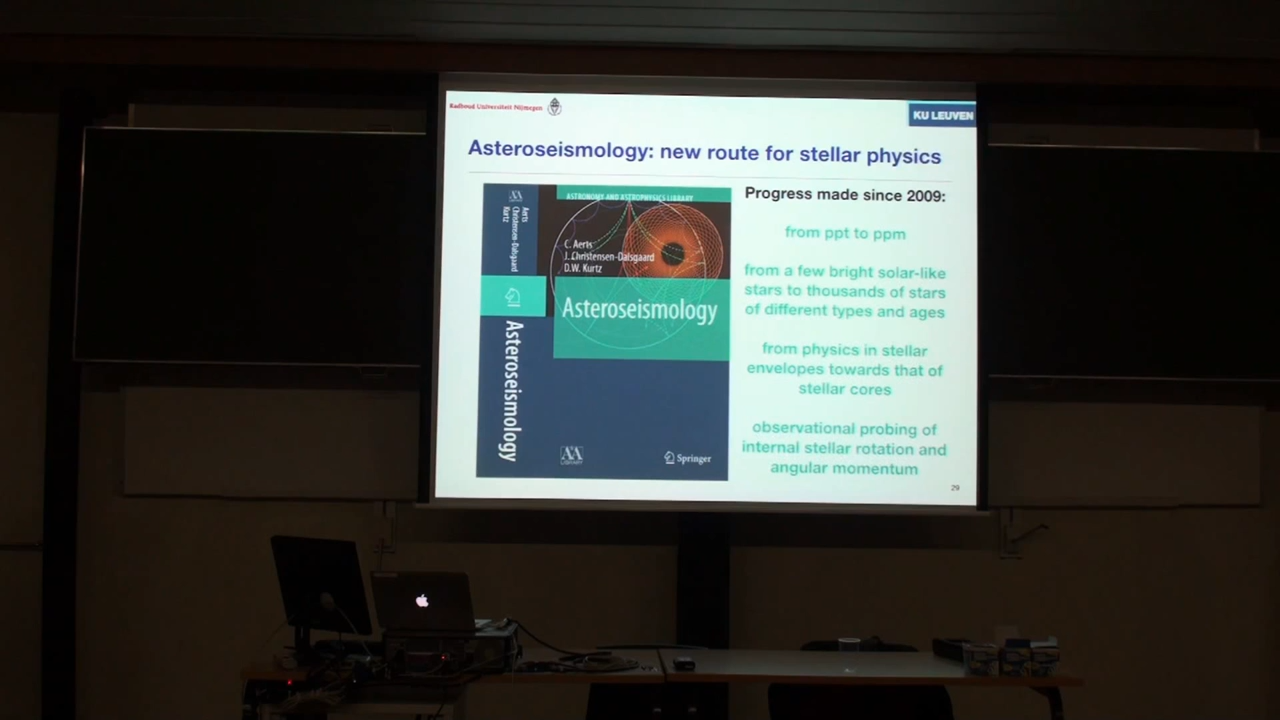 Radboud Universiteit Nijmegen
KU LEUVEN
Asteroseismology: new route for stellar physics
Aerts
Christensen-Dalsgaard
Kurtz
Asteroseismology
ASTRONOMY AND ASTROPHYSICS LIBRARY
C. Aerts
J. Christensen-Dalsgaard
D.W. Kurtz
Asteroseismology
AA
LIBRARY
Springer
Progress made since 2009:
from ppt to ppm
from a few bright solar-like
stars to thousands of stars
of different types and ages
from physics in stellar
envelopes towards that of
stellar cores
observational probing of
internal stellar rotation and
angular momentum
29